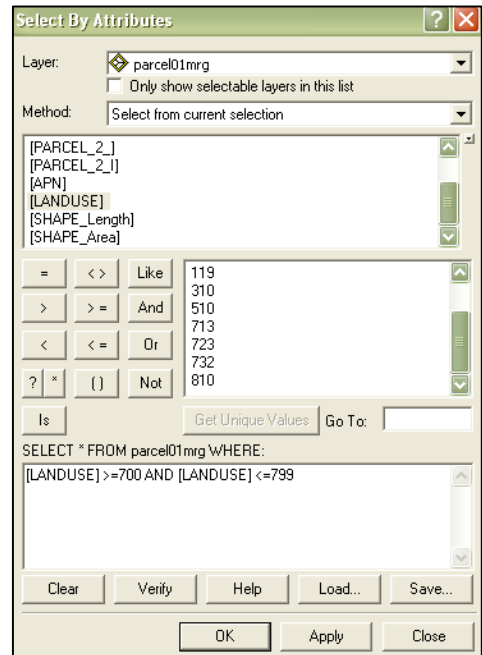 Select By Attributes
Layer: parcel01mrg
Only show selectable layers in this list
Method: Select from current selection
[PARCEL_2_]
[PARCEL_2_I]
[APN]
[LANDUSE]
[SHAPE_Length]
[SHAPE_Area]
= <> Like
> >= And
< <= Or
? * () Not
Is
119
310
510
713
723
732
810
Get Unique Values Go To:
SELECT * FROM parcel01mrg WHERE:
[LANDUSE] >=700 AND [LANDUSE] <=799
Clear Verify Help Load... Save...
OK Apply Close